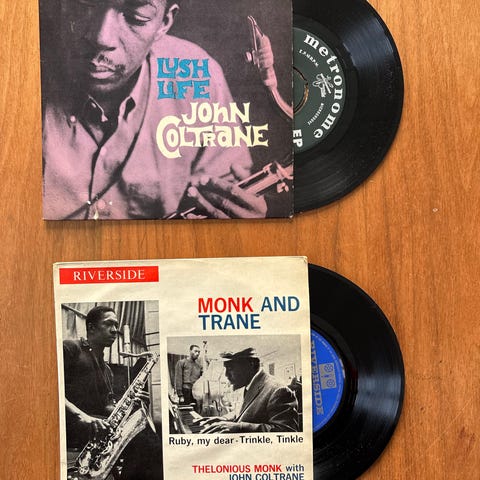 LUSH
LIFE
JOHN
COLTRANE
metronome
EP
RIVERSIDE
MONK AND
TRANE
Ruby, my dear - Trinkle, Tinkle
THELONIOUS MONK with
JOHN COLTRANE
RIVERSIDE